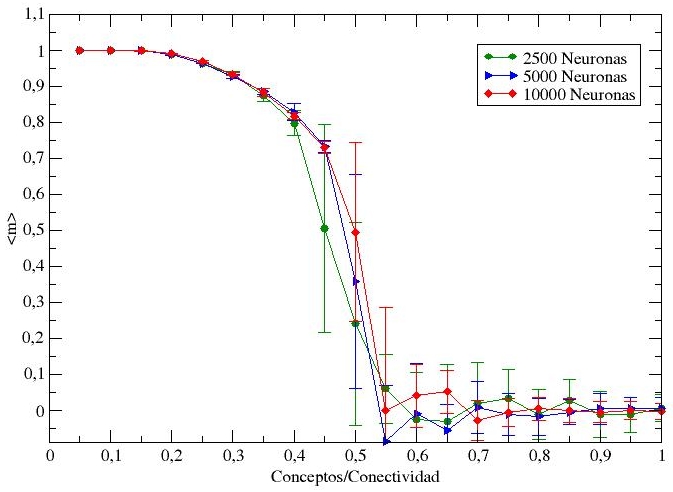 1,1
1
0,9
0,8
0,7
0,6
0,5
0,4
0,3
0,2
0,1
0
<m>
2500 Neuronas
5000 Neuronas
10000 Neuronas
0 0,1 0,2 0,3 0,4 0,5 0,6 0,7 0,8 0,9 1
Conceptos/Conectividad